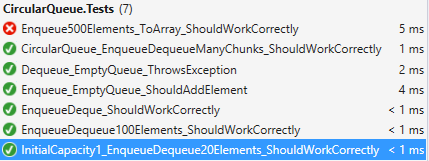 CircularQueue.Tests (7)
Enqueue500Elements_ToArray_ShouldWorkCorrectly 5 ms
CircularQueue_EnqueueDequeueManyChunks_ShouldWorkCorrectly 1 ms
Dequeue_EmptyQueue_ThrowsException 2 ms
Enqueue_EmptyQueue_ShouldAddElement 4 ms
EnqueueDeque_ShouldWorkCorrectly < 1 ms
EnqueueDequeue100Elements_ShouldWorkCorrectly < 1 ms
InitialCapacity1_EnqueueDequeue20Elements_ShouldWorkCorrectly < 1 ms